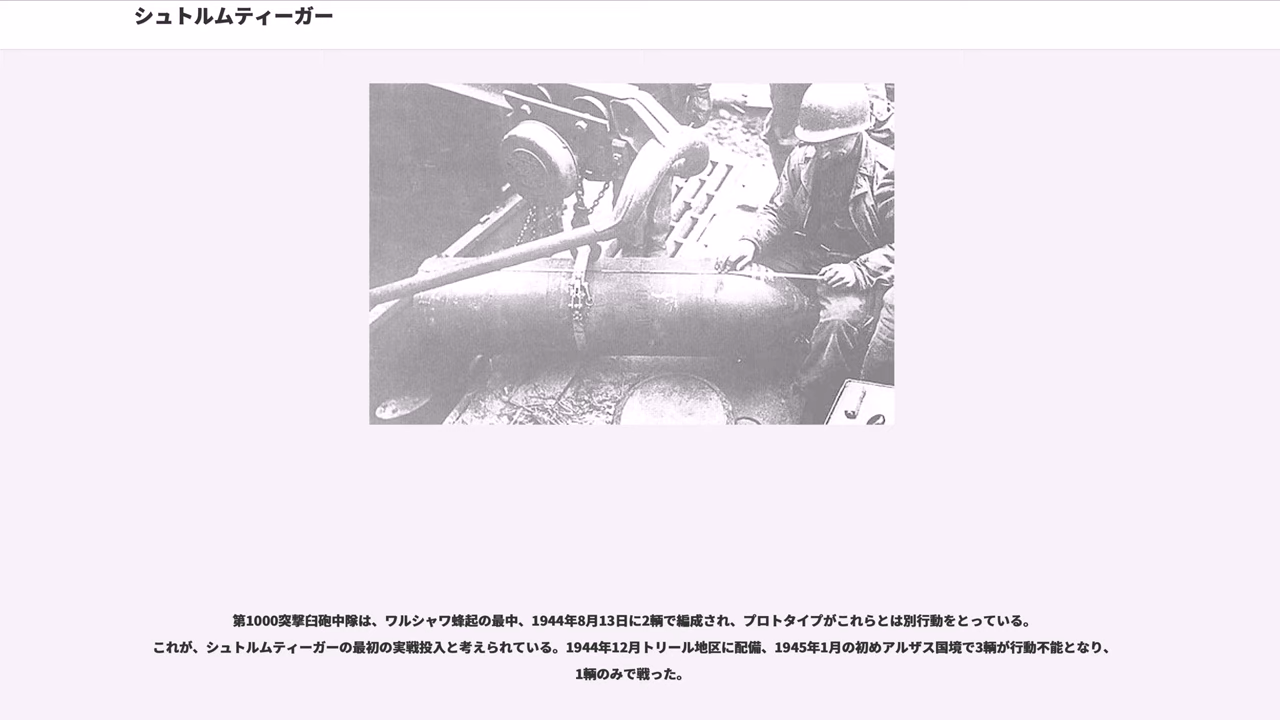 シュトルムティーガー
第1000突撃臼砲中隊は、ワルシャワ蜂起の最中、1944年8月13日に2輌で編成され、プロトタイプがこれらとは別行動をとっている。
これが、シュトルムティーガーの最初の実戦投入と考えられている。1944年12月トリール地区に配備、1945年1月の初めアルザス国境で3輌が行動不能となり、
1輌のみで戦った。